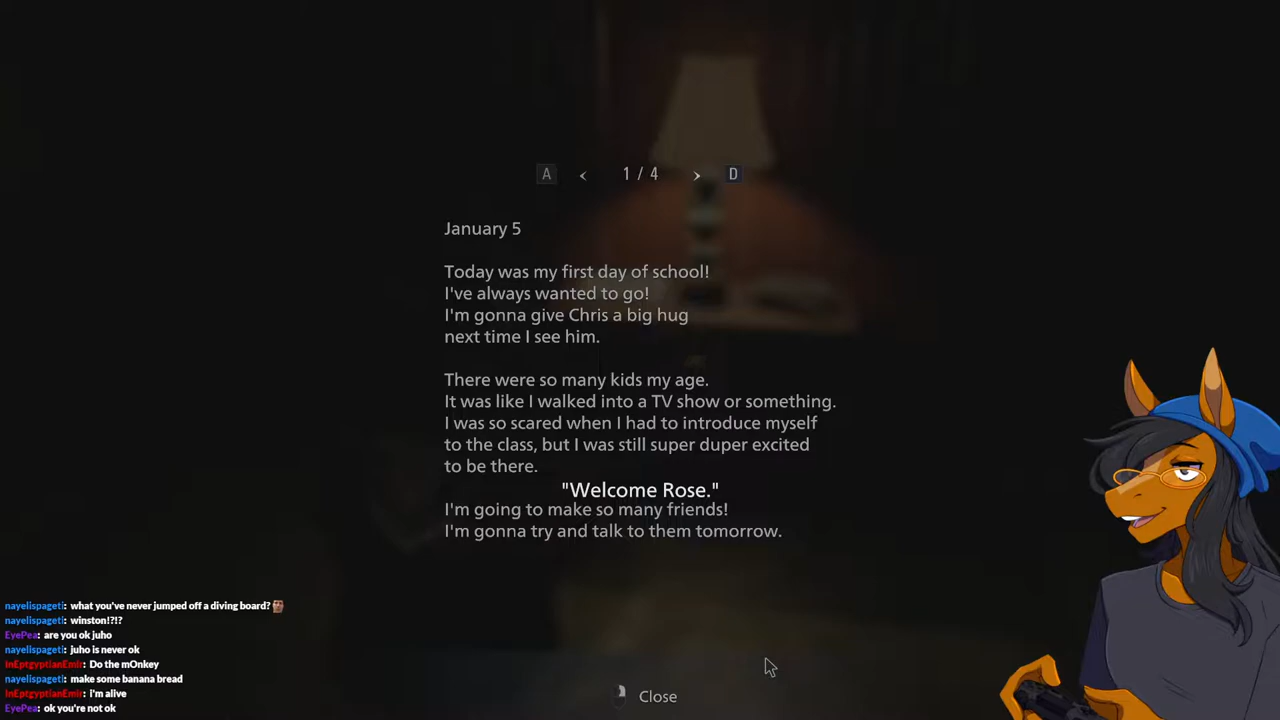 A < 1 / 4 > D
January 5
Today was my first day of school!
I've always wanted to go!
I'm gonna give Chris a big hug
next time I see him.
There were so many kids my age.
It was like I walked into a TV show or something.
I was so scared when I had to introduce myself
to the class, but I was still super duper excited
to be there.
"Welcome Rose."
I'm going to make so many friends!
I'm gonna try and talk to them tomorrow.
nayelispageti: what you've never jumped off a diving board?
nayelispageti: winston!?!?
EyePea: are you ok juho
nayelispageti: juho is never ok
InEptgyptianEmir: Do the mOnkey
nayelispageti: make some banana bread
InEptgyptianEmir: i'm alive
EyePea: ok you're not ok
Close